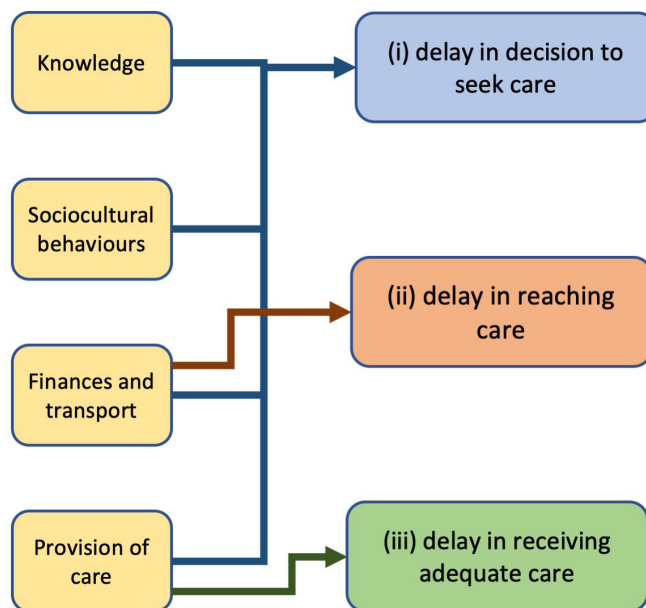 Knowledge
(i) delay in decision to
seek care
Sociocultural
behaviours
(ii) delay in reaching
care
Finances and
transport
Provision of
care
(iii) delay in receiving
adequate care